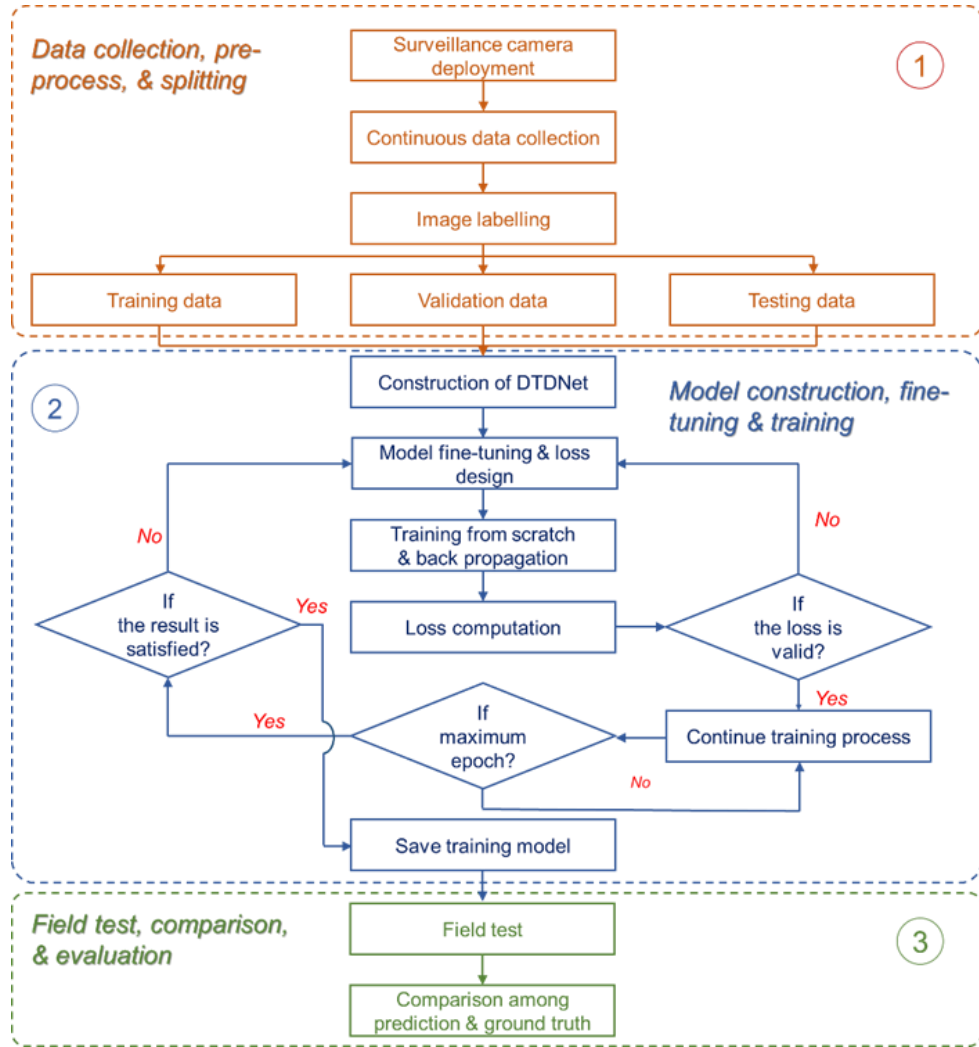 Data collection, pre-
process, & splitting
1
Surveillance camera
deployment
Continuous data collection
Image labelling
Training data
Validation data
Testing data
2
Construction of DTDNet
Model construction, fine-
tuning & training
Model fine-tuning & loss
design
No
No
Training from scratch
& back propagation
If
the result is
satisfied?
Yes
Loss computation
If
the loss is
valid?
Yes
Yes
If
maximum
epoch?
Continue training process
No
Save training model
Field test, comparison,
& evaluation
Field test
3
Comparison among
prediction & ground truth